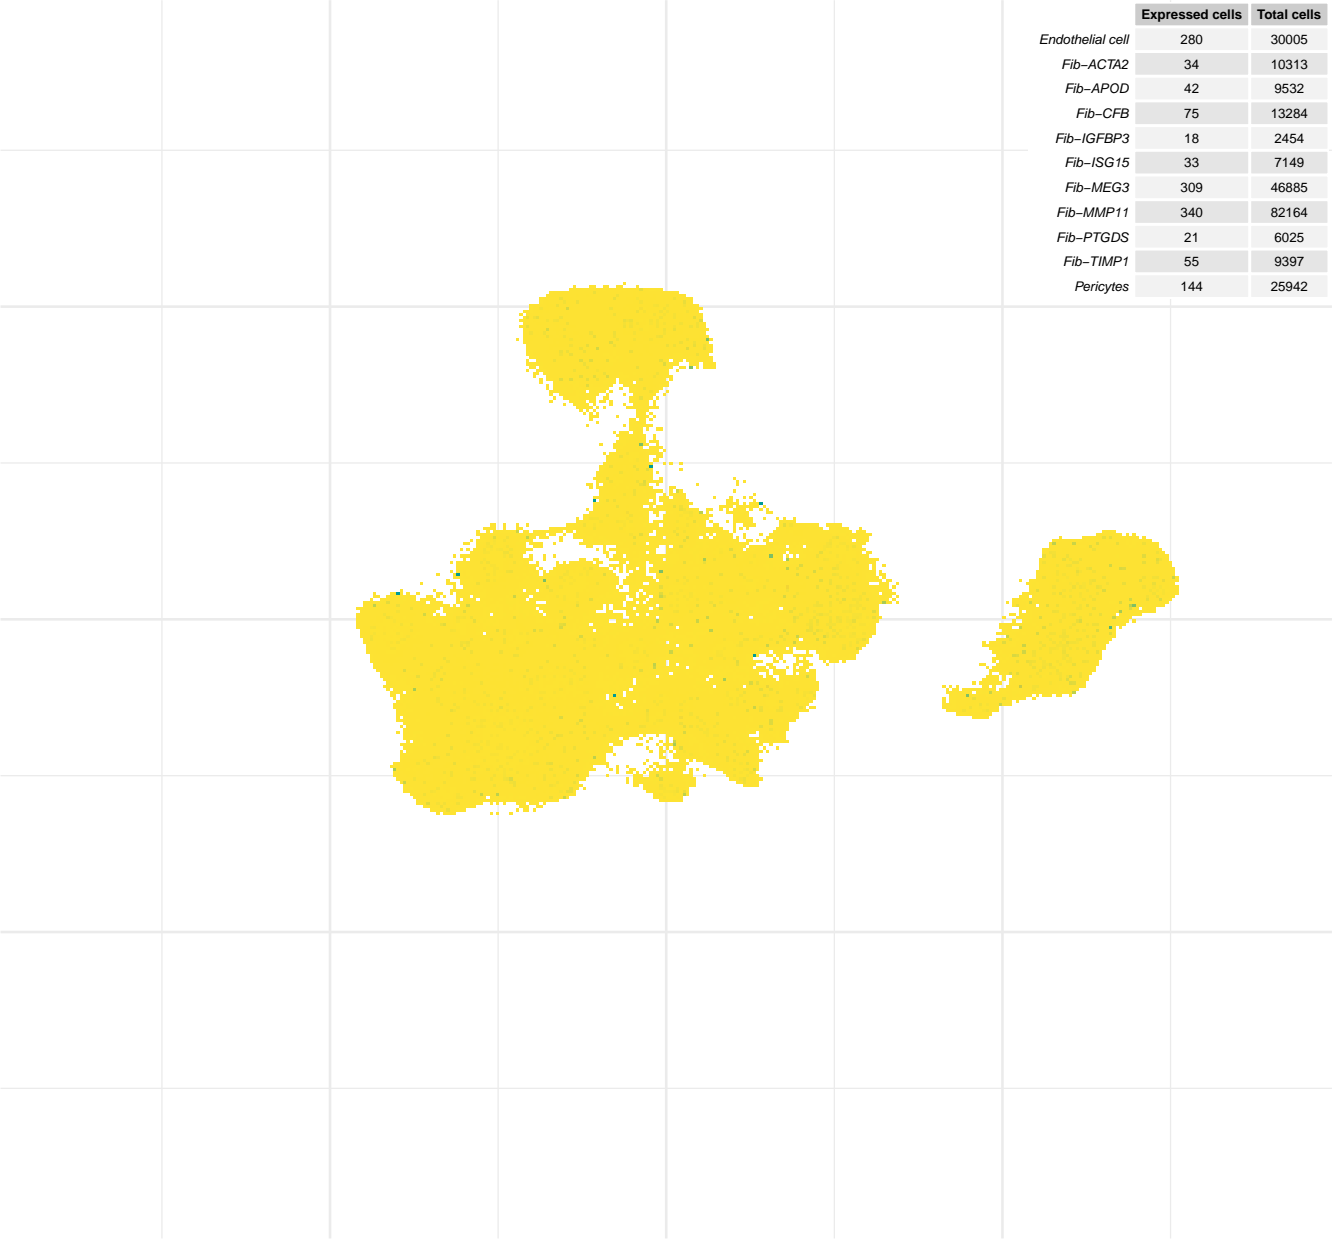 Expressed cells Total cells
Endothelial cell 280 30005
Fib−ACTA2 34 10313
Fib−APOD 42 9532
Fib−CFB 75 13284
Fib−IGFBP3 18 2454
Fib−ISG15 33 7149
Fib−MEG3 309 46885
Fib−MMP11 340 82164
Fib−PTGDS 21 6025
Fib−TIMP1 55 9397
Pericytes 144 25942